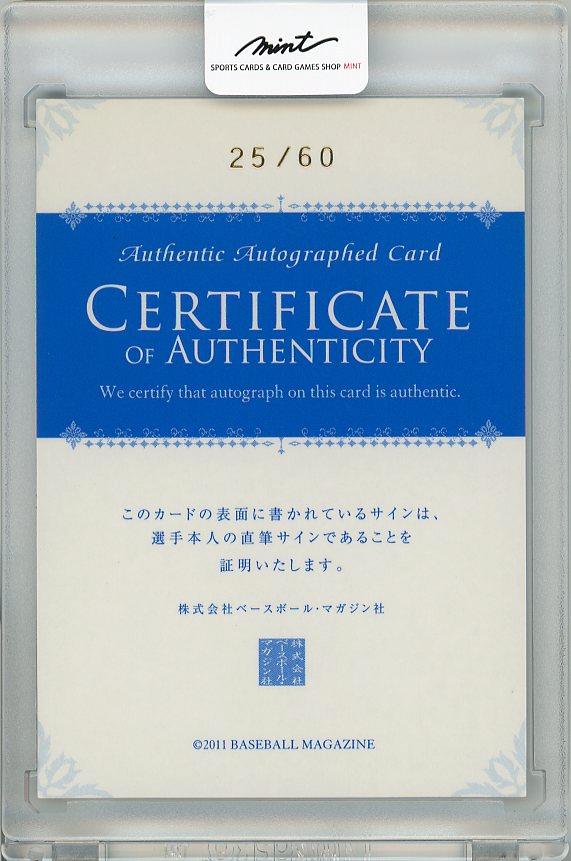 mint
SPORTS CARDS & CARD GAMES SHOP MINT
25/60
Authentic Autographed Card
CERTIFICATE
OF AUTHENTICITY
We certify that autograph on this card is authentic.
このカードの表面に書かれているサインは、
選手本人の直筆サインであることを
証明いたします。
株式会社ベースボール・マガジン社
株式会社
ベースボール・
マガジン社
©2011 BASEBALL MAGAZINE